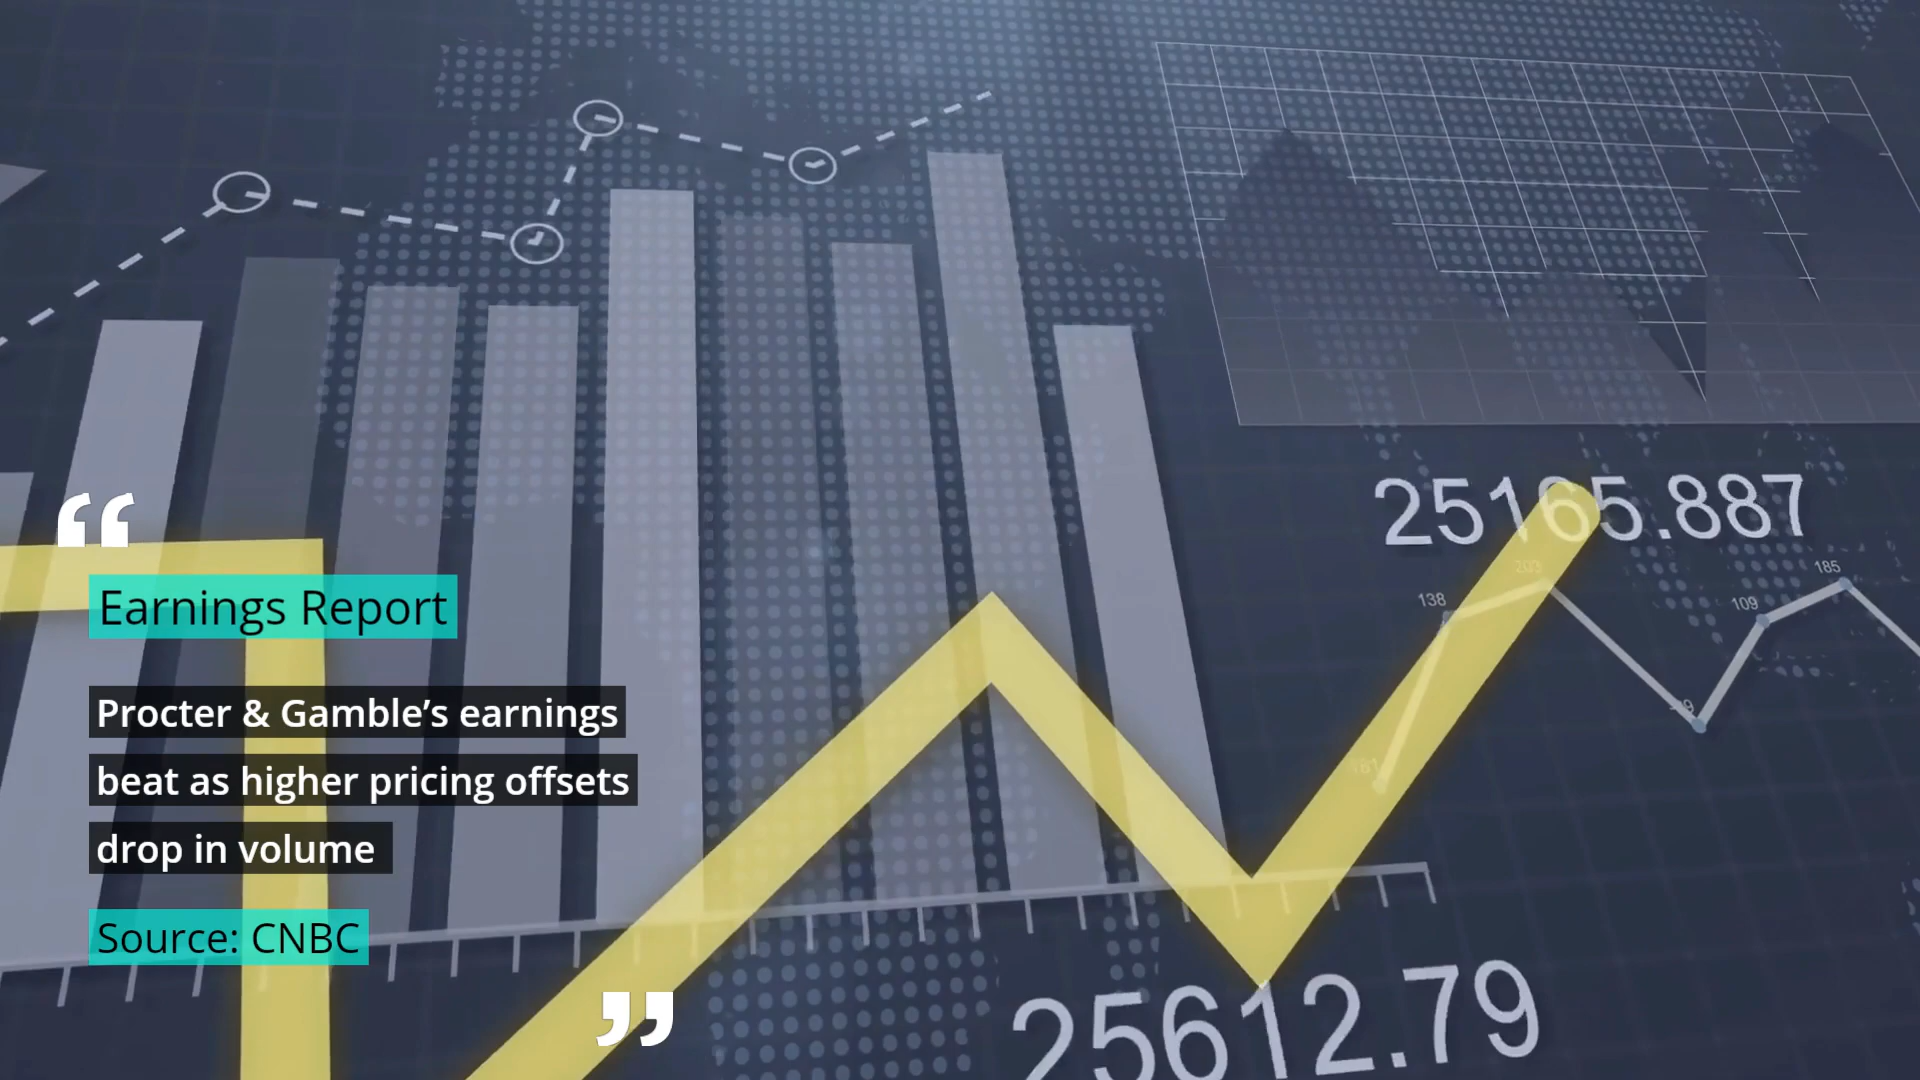 25165.887
203
138
185
109
“
Earnings Report
Procter & Gamble’s earnings
beat as higher pricing offsets
drop in volume
Source: CNBC
”
25612.79